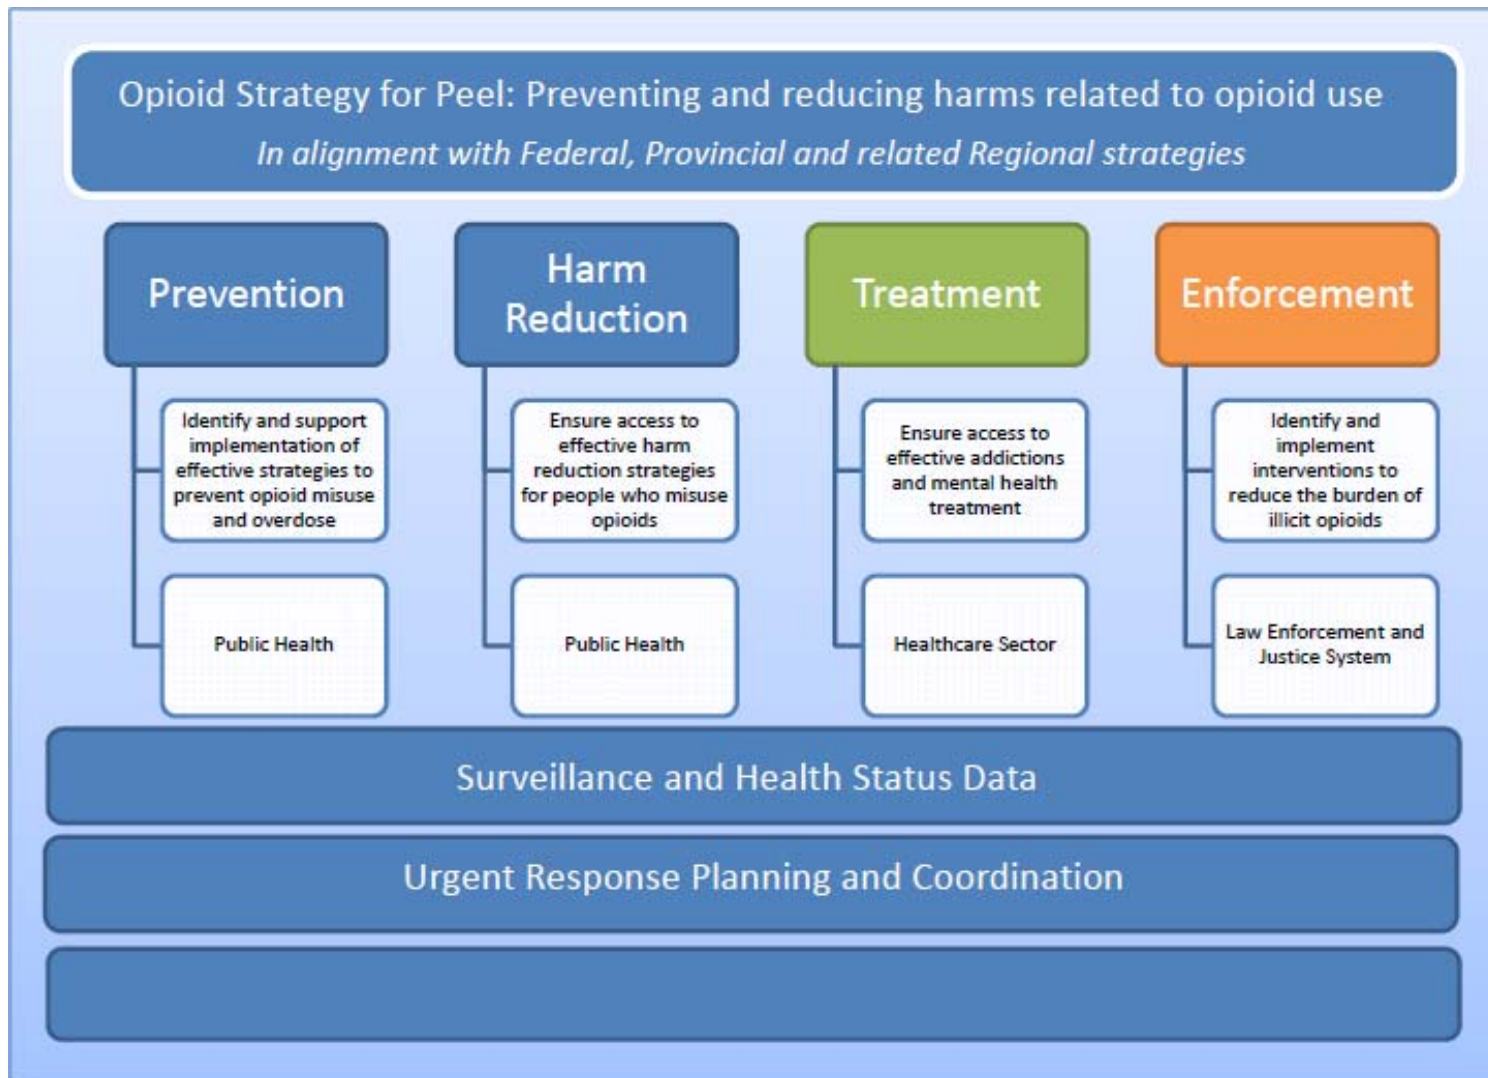 Opioid Strategy for Peel: Preventing and reducing harms related to opioid use
In alignment with Federal, Provincial and related Regional strategies
Prevention
Identify and support
implementation of
effective strategies to
prevent opioid misuse
and overdose
Public Health
Harm
Reduction
Ensure access to
effective harm
reduction strategies
for people who misuse
opioids
Public Health
Treatment
Ensure access to
effective addictions
and mental health
treatment
Healthcare Sector
Enforcement
Identify and
implement
interventions to
reduce the burden of
illicit opioids
Law Enforcement and
Justice System
Surveillance and Health Status Data
Urgent Response Planning and Coordination